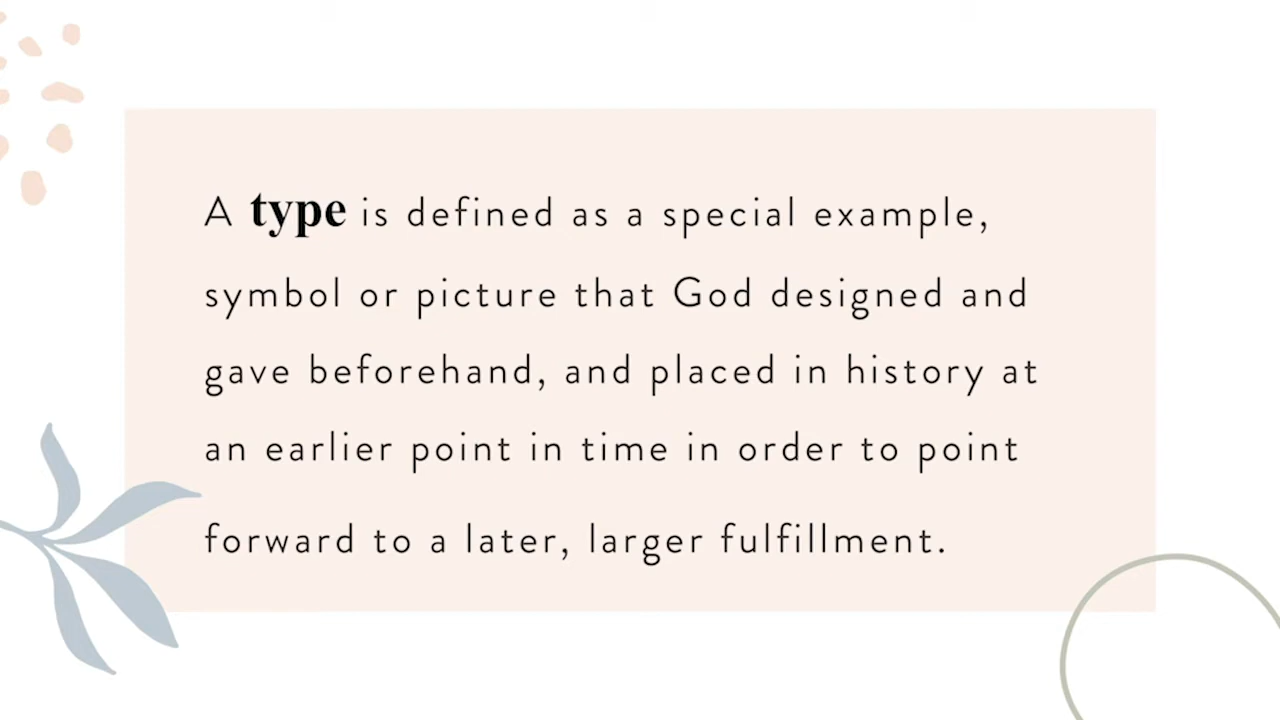 A type is defined as a special example,
symbol or picture that God designed and
gave beforehand, and placed in history at
an earlier point in time in order to point
forward to a later, larger fulfillment.